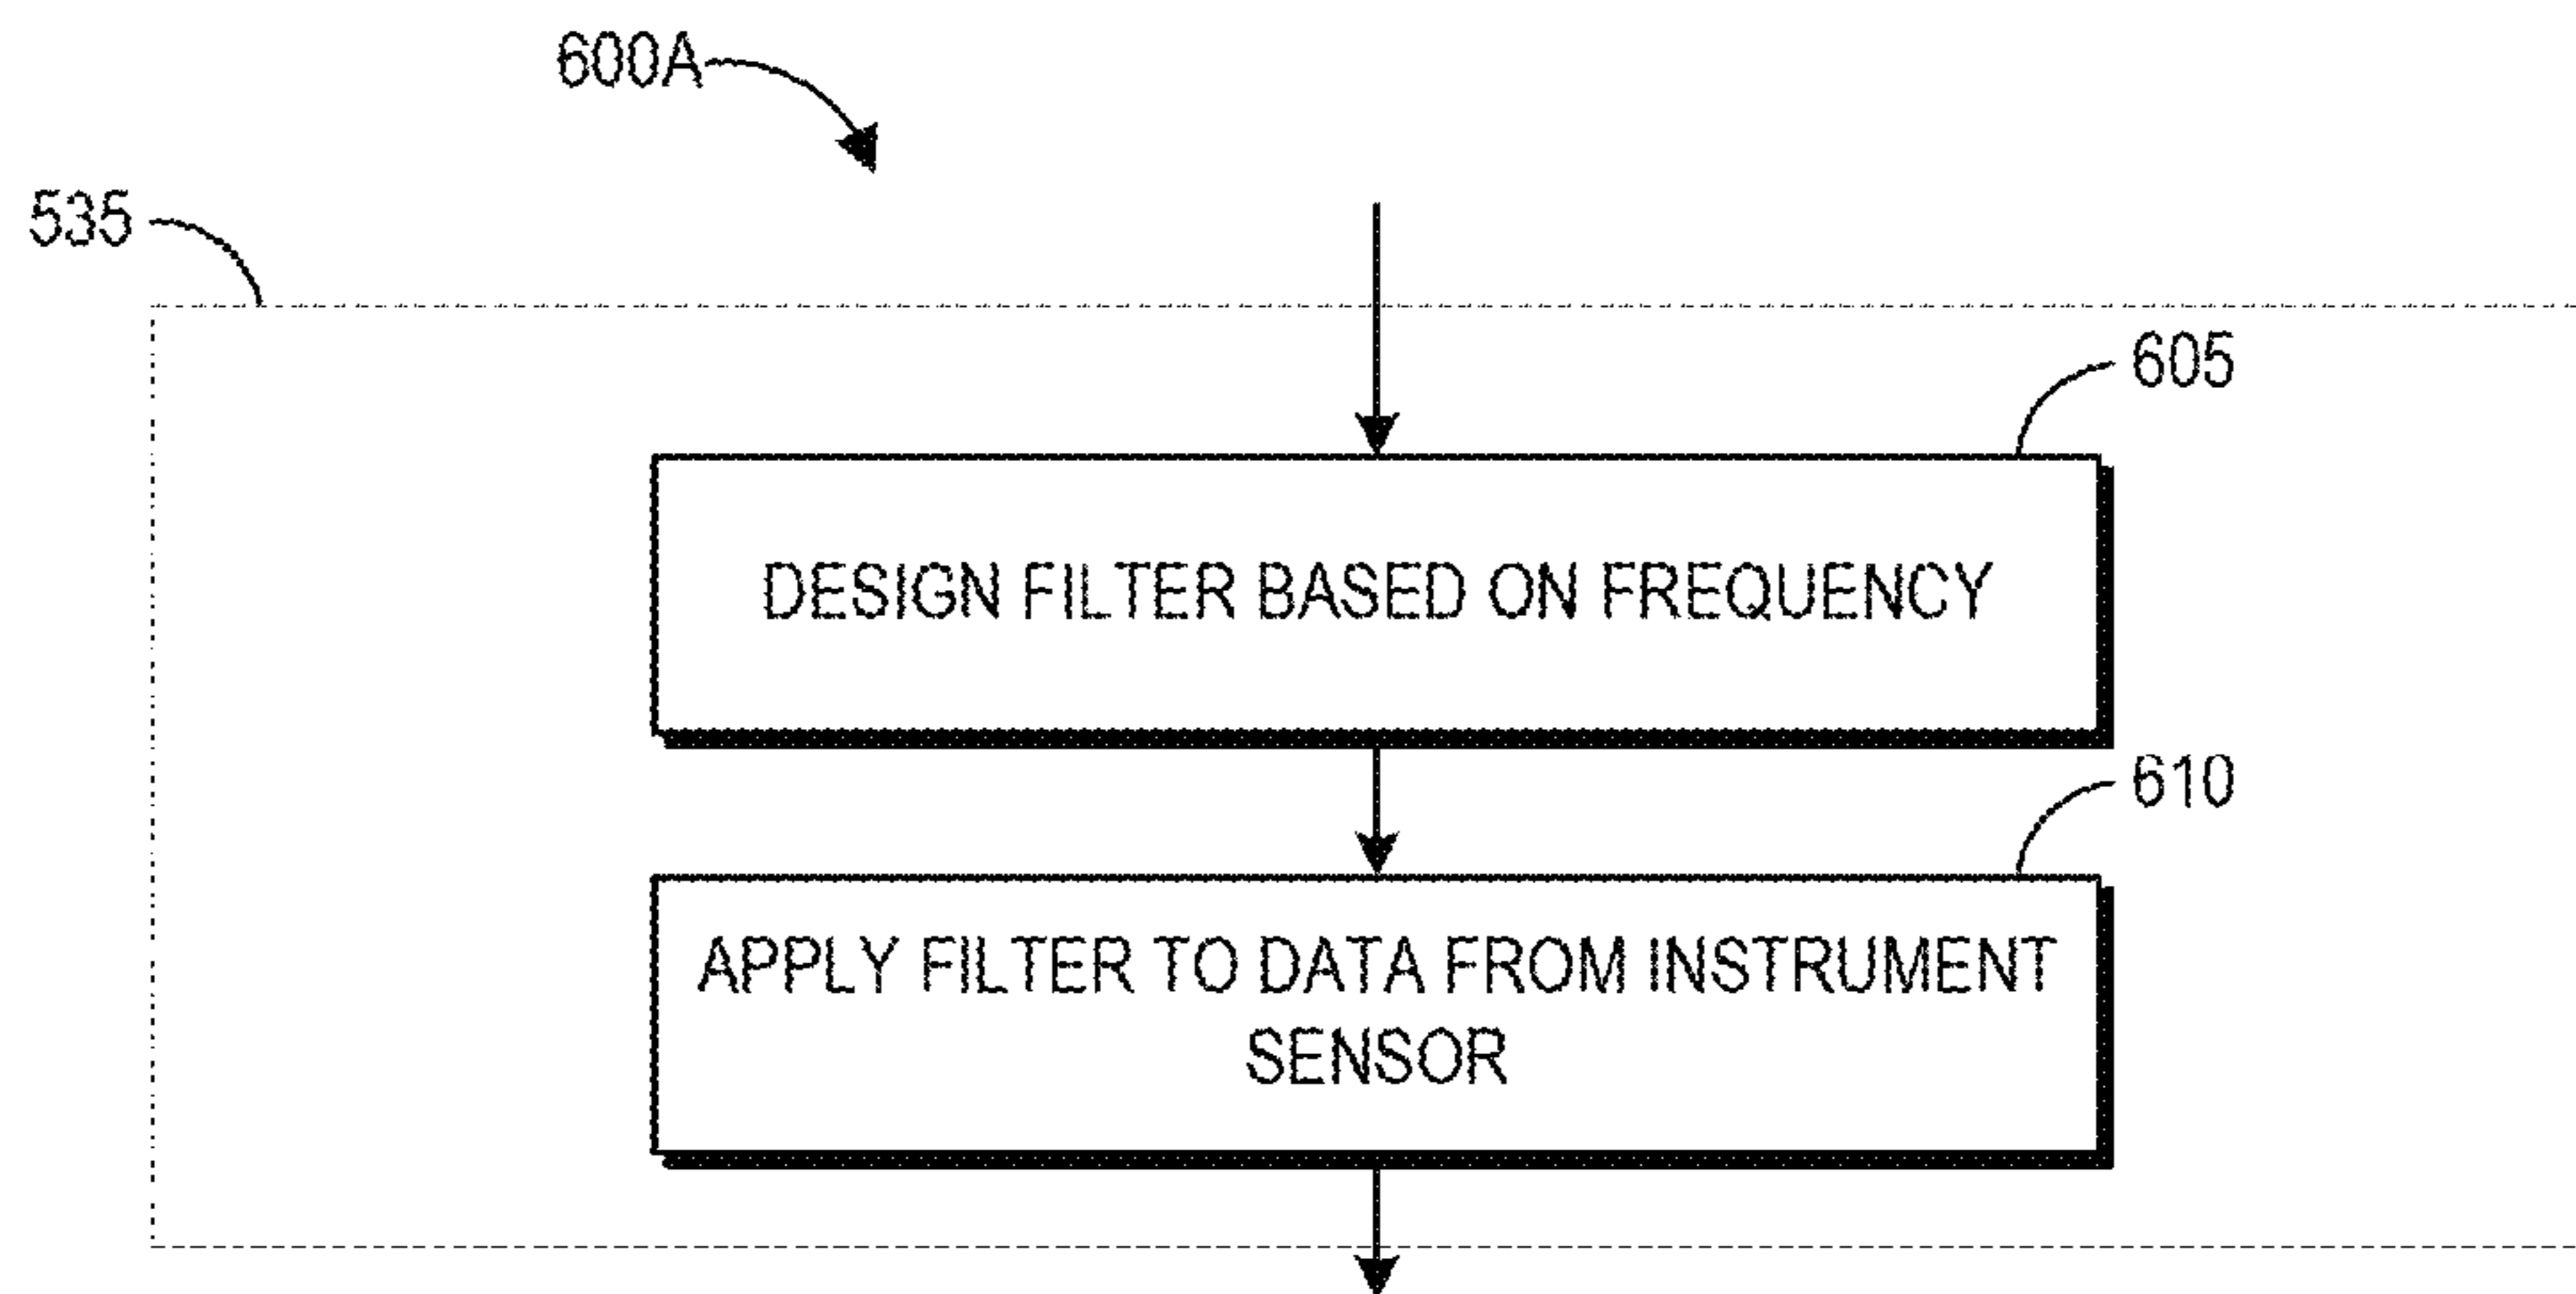 600A
535
605
DESIGN FILTER BASED ON FREQUENCY
610
APPLY FILTER TO DATA FROM INSTRUMENT
SENSOR